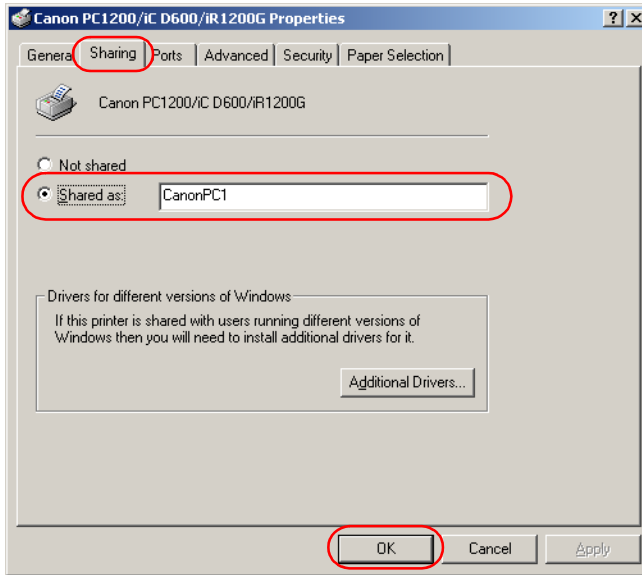 Canon PC1200/iC D600/iR1200G Properties
General Sharing Ports Advanced Security Paper Selection
Canon PC1200/iC D600/iR1200G
Not shared
Shared as: CanonPC1
Drivers for different versions of Windows
If this printer is shared with users running different versions of
Windows then you will need to install additional drivers for it.
Additional Drivers...
OK Cancel Apply